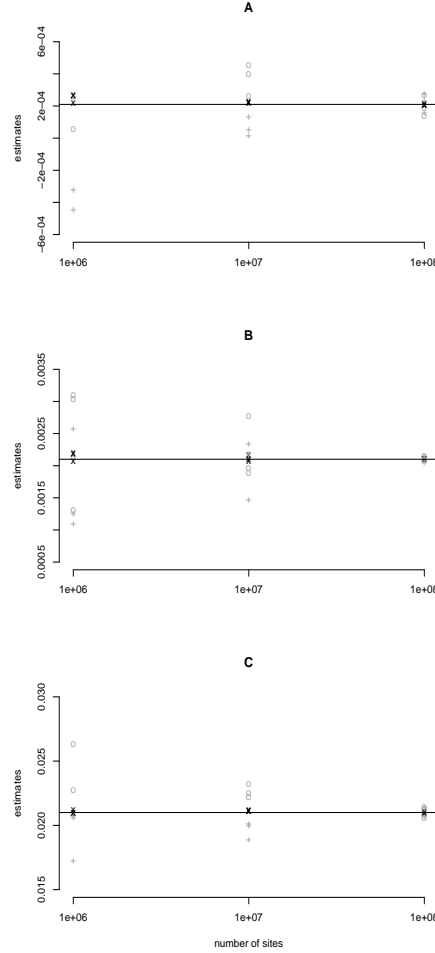 A
6e−04
2e−04
−2e−04
−6e−04
estimates
1e+06
1e+07
1e+08
B
0.0035
0.0025
0.0015
0.0005
estimates
1e+06
1e+07
1e+08
C
0.030
0.025
0.020
0.015
estimates
1e+06
1e+07
1e+08
number of sites